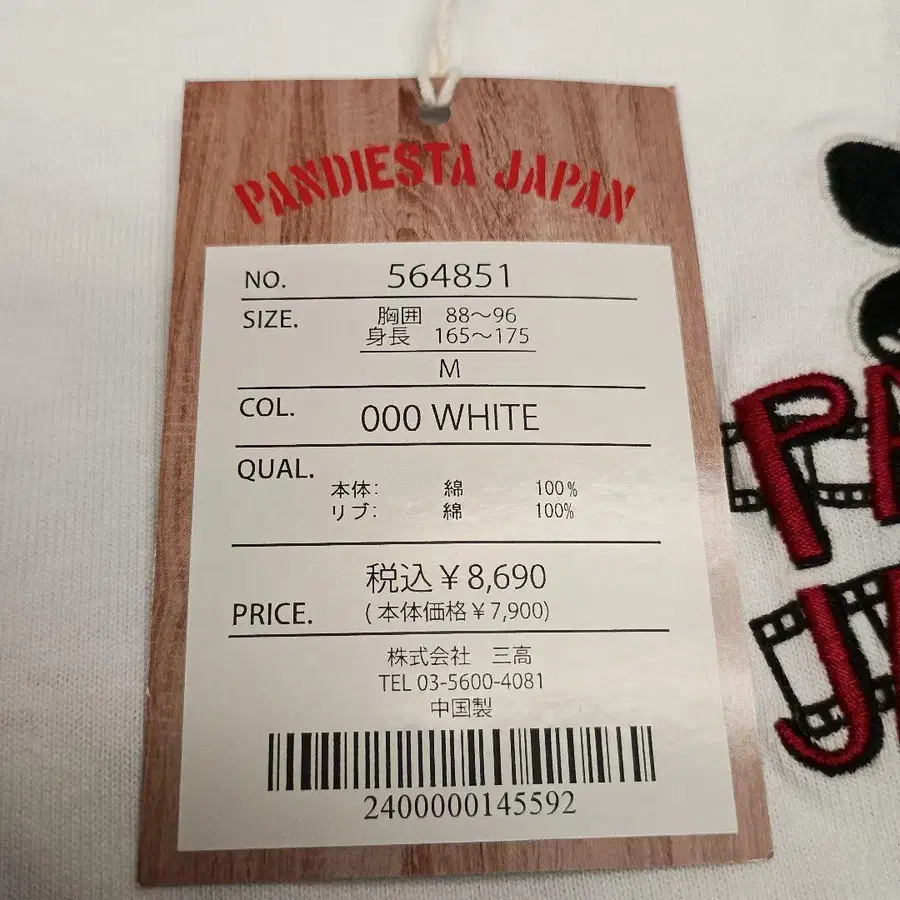 PANDIESTA JAPAN
NO. 564851
SIZE. 胸囲 88～96
身長 165～175
M
COL. 000 WHITE
QUAL.
本体: 綿 100%
リブ: 綿 100%
税込¥8,690
PRICE. (本体価格¥7,900)
株式会社 三高
TEL 03-5600-4081
中国製
2400000145592
PA
J